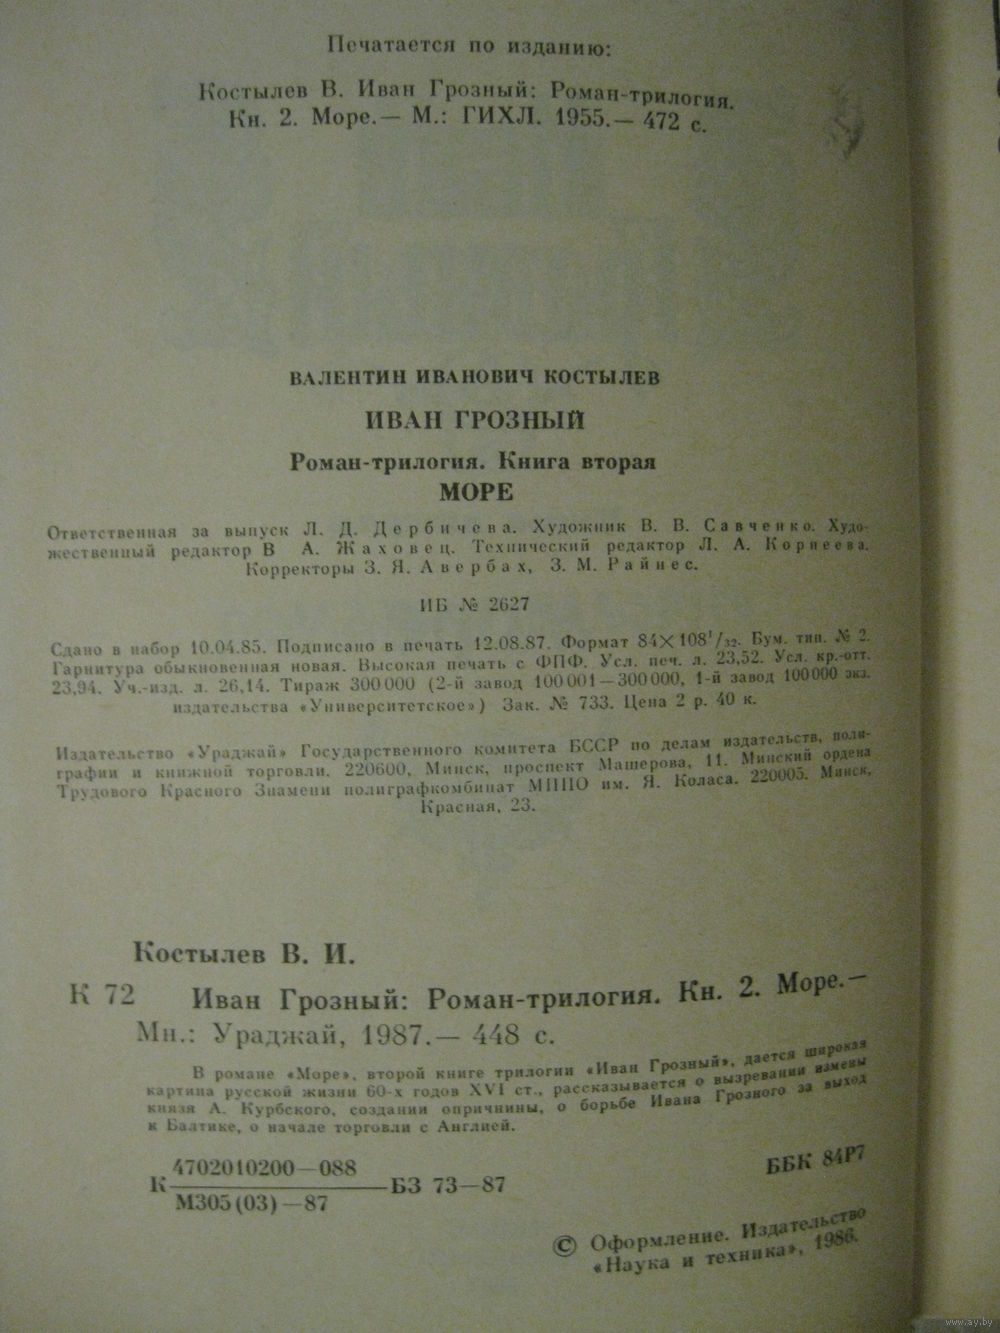 Печатается по изданию:
Костылев В. Иван Грозный: Роман-трилогия.
Кн. 2. Море.— М.: ГИХЛ. 1955.— 472 с.
ВАЛЕНТИН ИВАНОВИЧ КОСТЫЛЕВ
ИВАН ГРОЗНЫЙ
Роман-трилогия. Книга вторая
МОРЕ
Ответственная за выпуск Л. Д. Дербичева. Художник В. В. Савченко. Худо-
жественный редактор В А. Жаховец. Технический редактор Л. А. Корнеева.
Корректоры З. Я. Авербах, З. М. Райнес.
ИБ № 2627
Сдано в набор 10.04.85. Подписано в печать 12.08.87. Формат 84×108¹/₃₂. Бум. тип. № 2.
Гарнитура обыкновенная новая. Высокая печать с ФПФ. Усл. печ. л. 23,52. Усл. кр.-отт.
23,94. Уч.-изд. л. 26,14. Тираж 300 000 (2-й завод 100 001—300 000, 1-й завод 100 000 экз.
издательства «Университетское») Зак. № 733. Цена 2 р. 40 к.
Издательство «Ураджай» Государственного комитета БССР по делам издательств, поли-
графии и книжной торговли. 220600, Минск, проспект Машерова, 11. Минский ордена
Трудового Красного Знамени полиграфкомбинат МППО им. Я. Коласа. 220005. Минск,
Красная, 23.
Костылев В. И.
К 72 Иван Грозный: Роман-трилогия. Кн. 2. Море.—
Мн.: Ураджай, 1987.— 448 с.
В романе «Море», второй книге трилогии «Иван Грозный», дается широкая
картина русской жизни 60-х годов XVI ст., рассказывается о вызревании измены
князя А. Курбского, создании опричнины, о борьбе Ивана Грозного за выход
к Балтике, о начале торговли с Англией.
4702010200—088
К БЗ 73—87
М305(03)—87
ББК 84Р7
© Оформление. Издательство
«Наука и техника», 1986.
www.ay.by